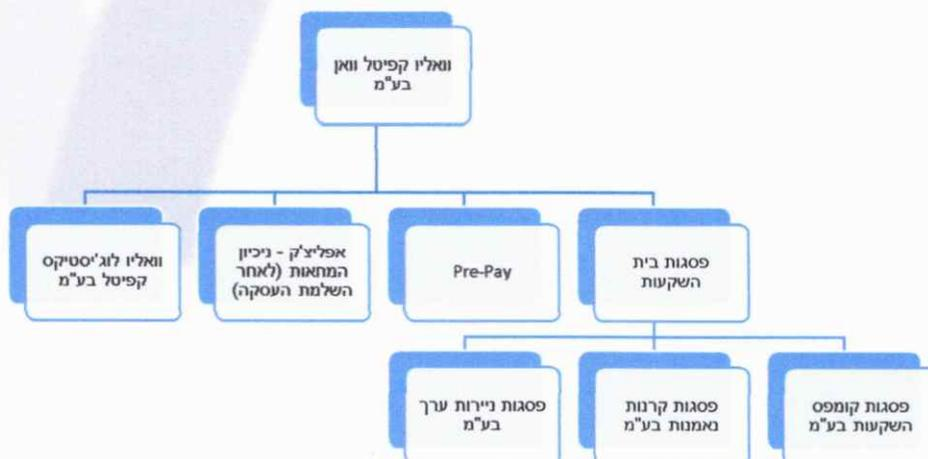 וואליו קפיטל וואן
בע"מ
פסגות בית
השקעות
Pre-Pay
אפליצ'ק - ניכיון
המחאות (לאחר
השלמת העסקה)
וואליו לוג'יסטיקס
קפיטל בע"מ
פסגות קומפס
השקעות בע"מ
פסגות קרנות
נאמנות בע"מ
פסגות ניירות ערך
בע"מ